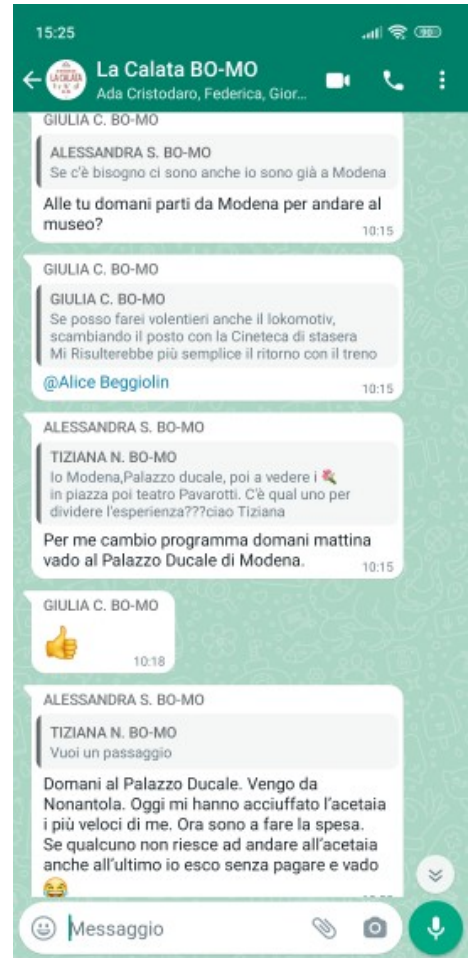 15:25
La Calata BO-MO
Ada Cristodaro, Federica, Gior...
GIULIA C. BO-MO
ALESSANDRA S. BO-MO
Se c'è bisogno ci sono anche io sono già a Modena
Alle tu domani parti da Modena per andare al
museo?
10:15
GIULIA C. BO-MO
GIULIA C. BO-MO
Se posso farei volentieri anche il lokomotiv,
scambiando il posto con la Cineteca di stasera
Mi Risulterebbe più semplice il ritorno con il treno
@Alice Beggiolin
10:15
ALESSANDRA S. BO-MO
TIZIANA N. BO-MO
Io Modena,Palazzo ducale, poi a vedere i 💐
in piazza poi teatro Pavarotti. C'è qual uno per
dividere l'esperienza???ciao Tiziana
Per me cambio programma domani mattina
vado al Palazzo Ducale di Modena.
10:15
GIULIA C. BO-MO
👍
10:18
ALESSANDRA S. BO-MO
TIZIANA N. BO-MO
Vuoi un passaggio
Domani al Palazzo Ducale. Vengo da
Nonantola. Oggi mi hanno acciuffato l'acetaia
i più veloci di me. Ora sono a fare la spesa.
Se qualcuno non riesce ad andare all'acetaia
anche all'ultimo io esco senza pagare e vado
😂
Messaggio